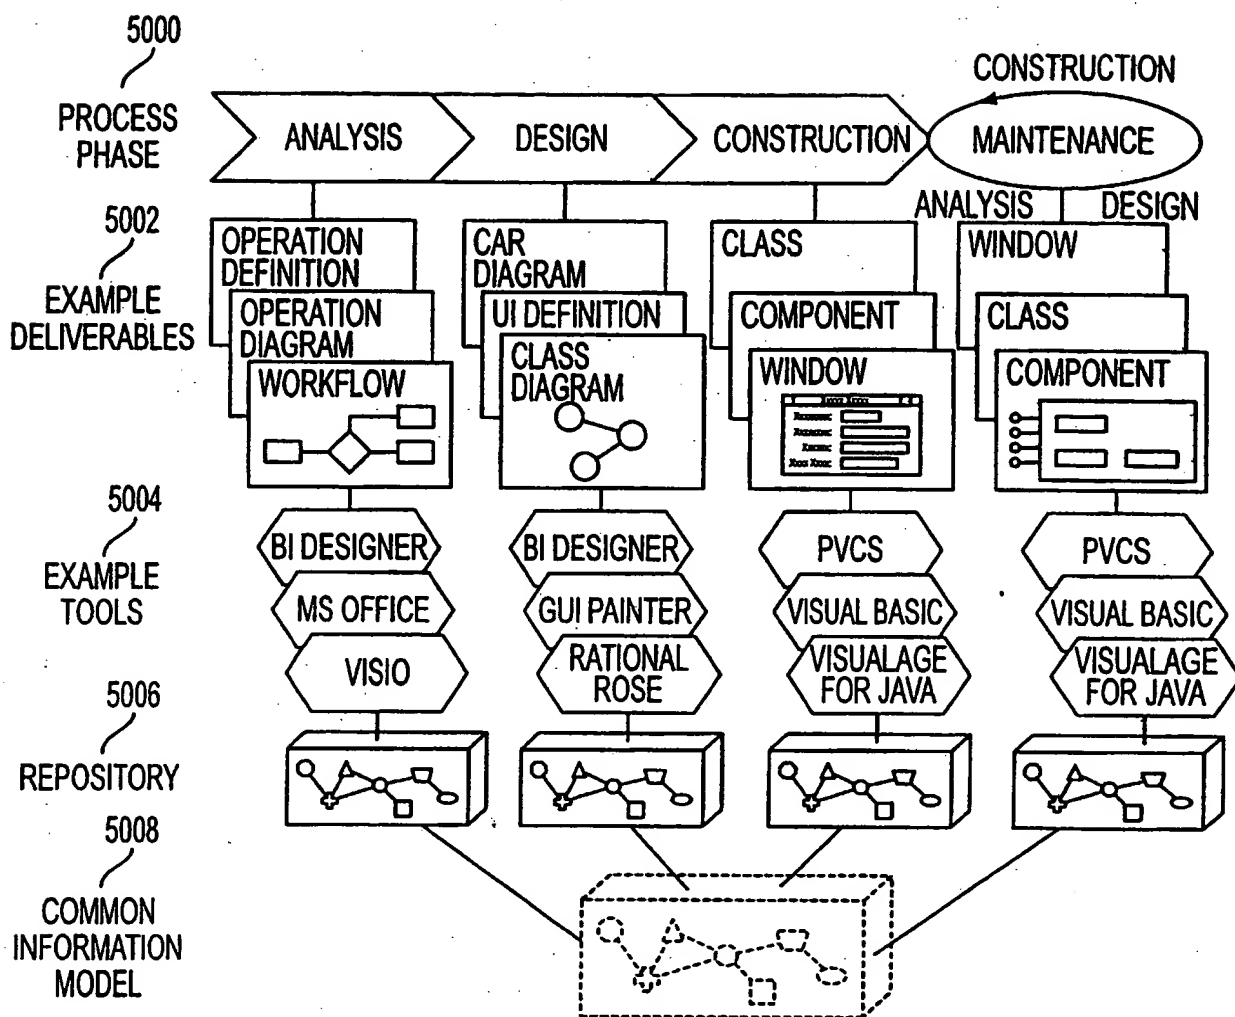 5000
PROCESS
PHASE
ANALYSIS
DESIGN
CONSTRUCTION
CONSTRUCTION
MAINTENANCE
ANALYSIS
DESIGN
5002
EXAMPLE
DELIVERABLES
OPERATION
DEFINITION
OPERATION
DIAGRAM
WORKFLOW
CAR
DIAGRAM
UI DEFINITION
CLASS
DIAGRAM
CLASS
COMPONENT
WINDOW
WINDOW
CLASS
COMPONENT
5004
EXAMPLE
TOOLS
BI DESIGNER
MS OFFICE
VISIO
BI DESIGNER
GUI PAINTER
RATIONAL
ROSE
PVCS
VISUAL BASIC
VISUALAGE
FOR JAVA
PVCS
VISUAL BASIC
VISUALAGE
FOR JAVA
5006
REPOSITORY
5008
COMMON
INFORMATION
MODEL